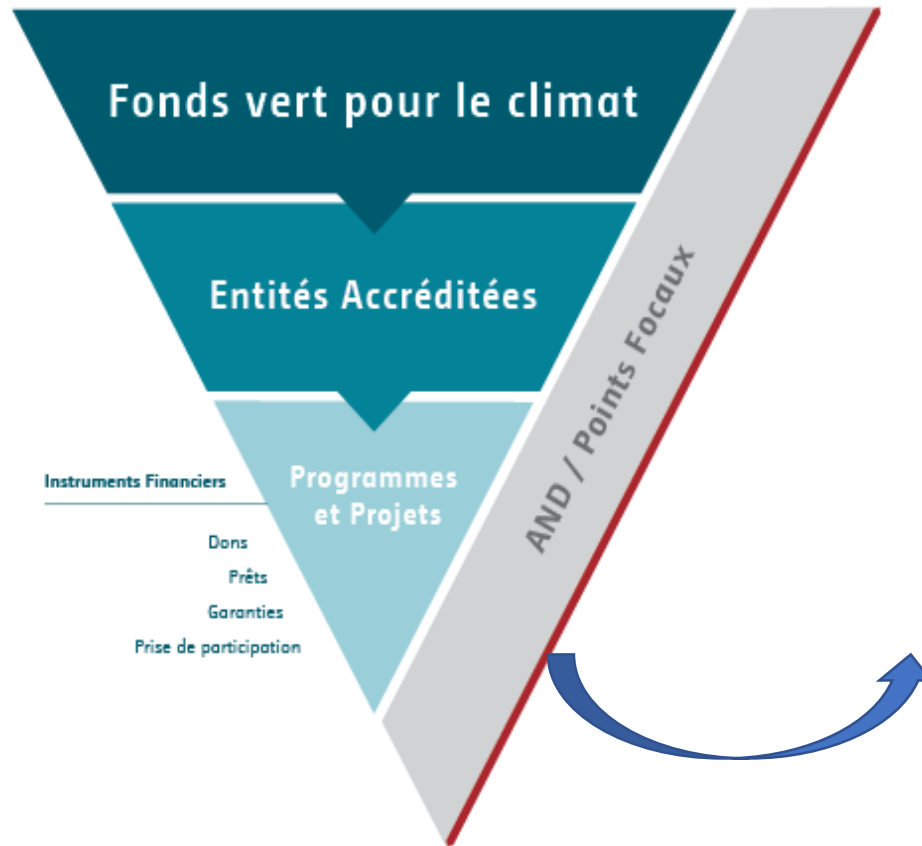 Fonds vert pour le climat
Entités Accréditées
Programmes
et Projets
Instruments Financiers
Dons
Prêts
Garanties
Prise de participation
AND / Points Focaux